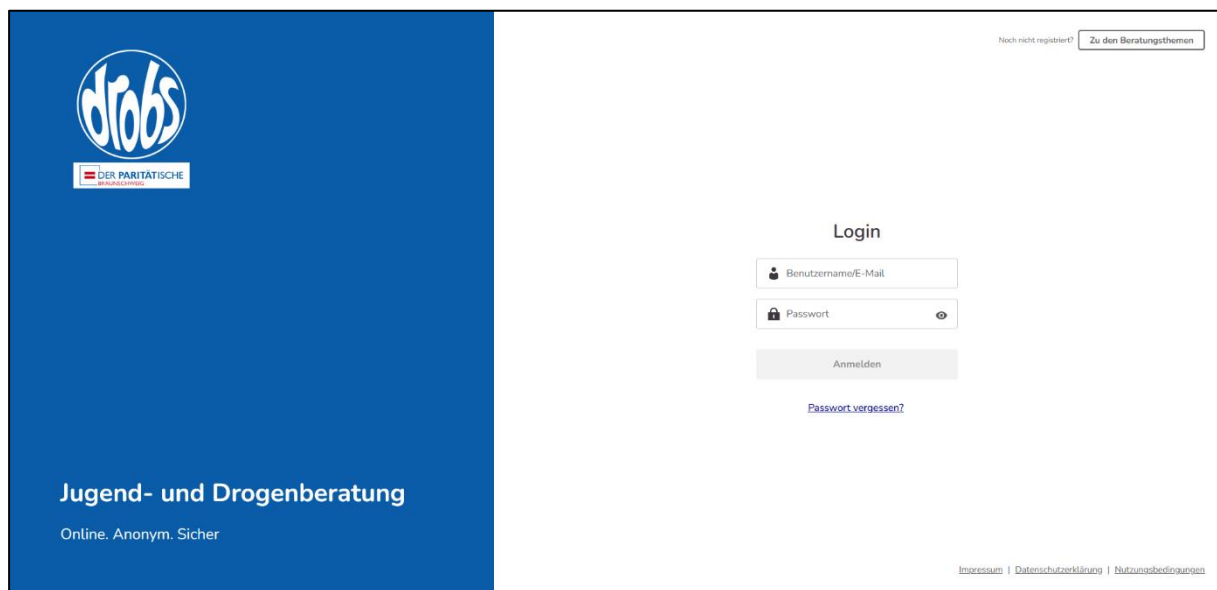 drobs
DER PARITÄTISCHE
BRAUNSCHWEIG
Jugend- und Drogenberatung
Online. Anonym. Sicher
Noch nicht registriert? Zu den Beratungsthemen
Login
Benutzername/E-Mail
Passwort
Anmelden
Passwort vergessen?
Impressum | Datenschutzerklärung | Nutzungsbedingungen